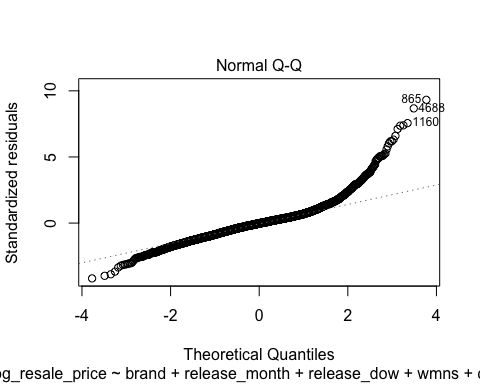 Normal Q-Q
Standardized residuals
10
5
0
865
4688
1160
-4 -2 0 2 4
Theoretical Quantiles
og_resale_price ~ brand + release_month + release_dow + wmns + c